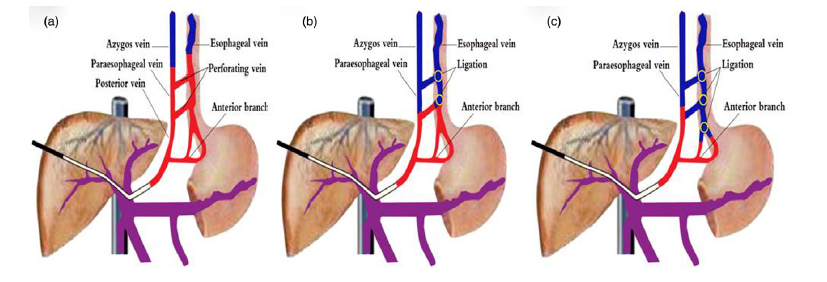 (a)
Azygos vein
Esophageal vein
Paraesophageal vein
Perforating vein
Posterior vein
Anterior branch
(b)
Azygos vein
Esophageal vein
Paraesophageal vein
Ligation
Anterior branch
(c)
Azygos vein
Esophageal vein
Paraesophageal vein
Ligation
Anterior branch